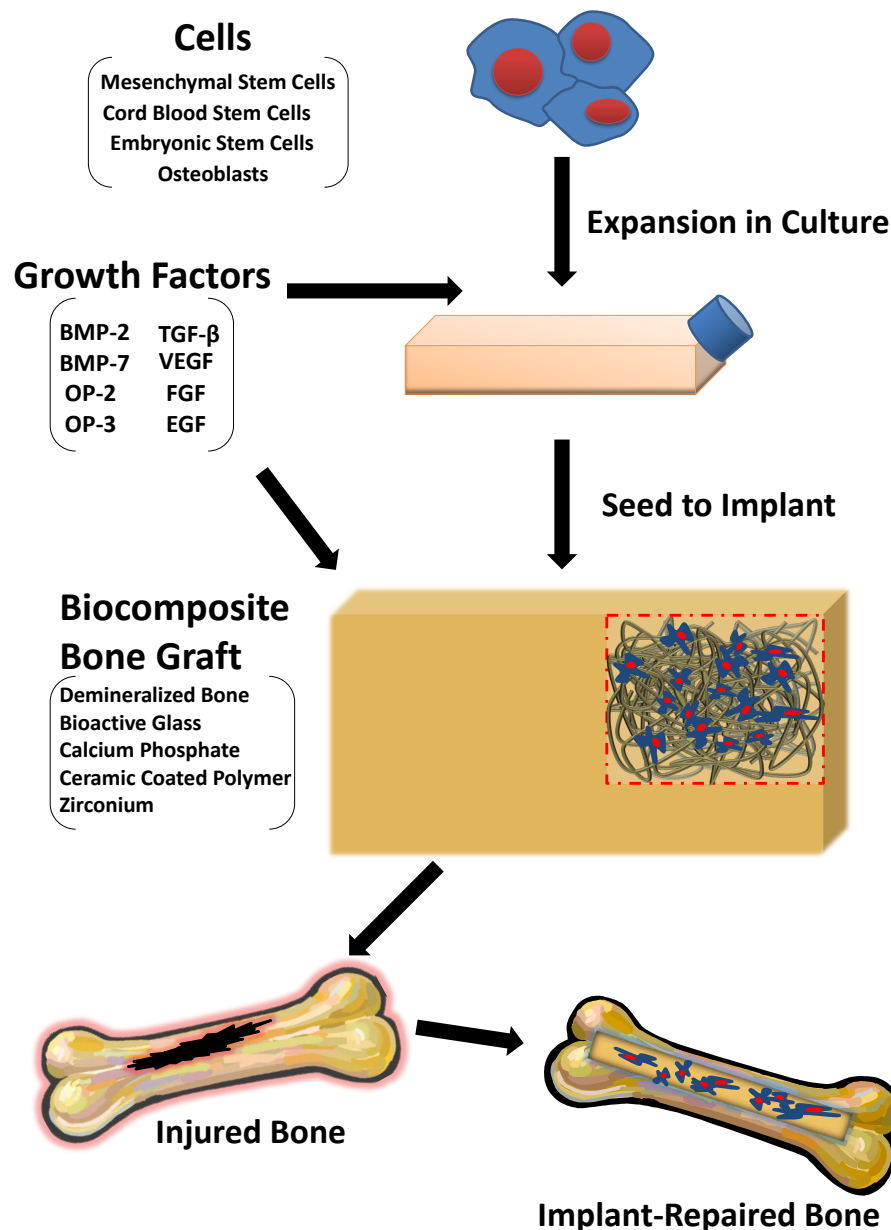 Cells
Mesenchymal Stem Cells
Cord Blood Stem Cells
Embryonic Stem Cells
Osteoblasts
Expansion in Culture
Growth Factors
BMP-2 TGF-β
BMP-7 VEGF
OP-2 FGF
OP-3 EGF
Seed to Implant
Biocomposite
Bone Graft
Demineralized Bone
Bioactive Glass
Calcium Phosphate
Ceramic Coated Polymer
Zirconium
Injured Bone
Implant-Repaired Bone